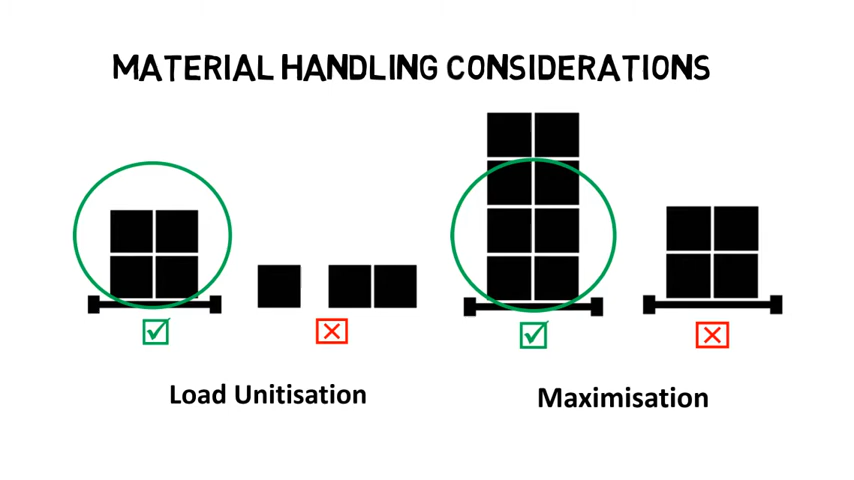 MATERIAL HANDLING CONSIDERATIONS
Load Unitisation
Maximisation